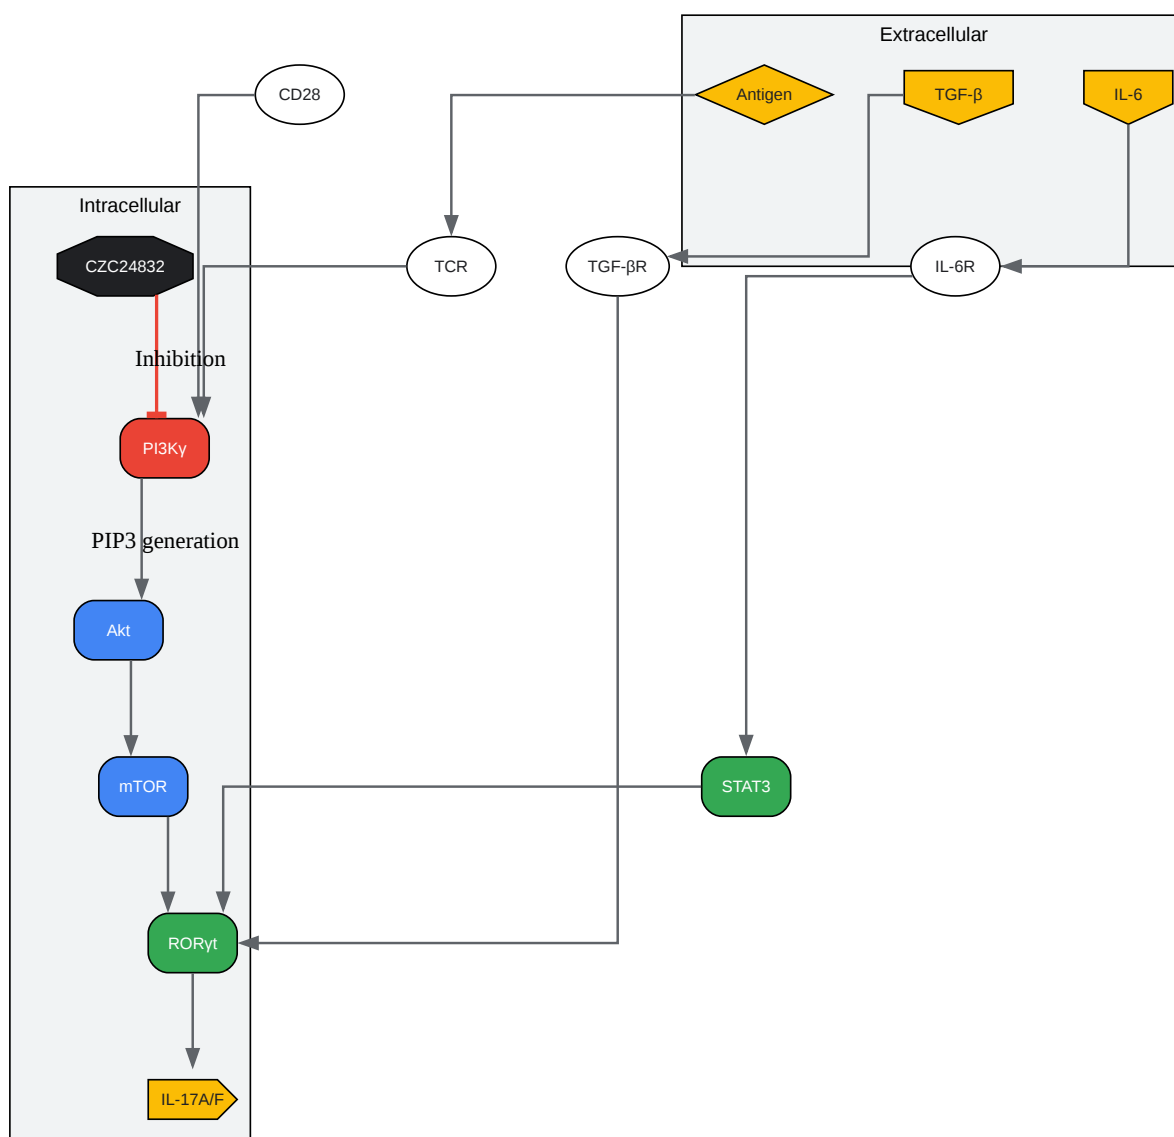 Extracellular
CD28
Antigen
TGF-β
IL-6
Intracellular
CZC24832
TCR
TGF-βR
IL-6R
Inhibition
PI3Kγ
PIP3 generation
Akt
mTOR
STAT3
RORγt
IL-17A/F